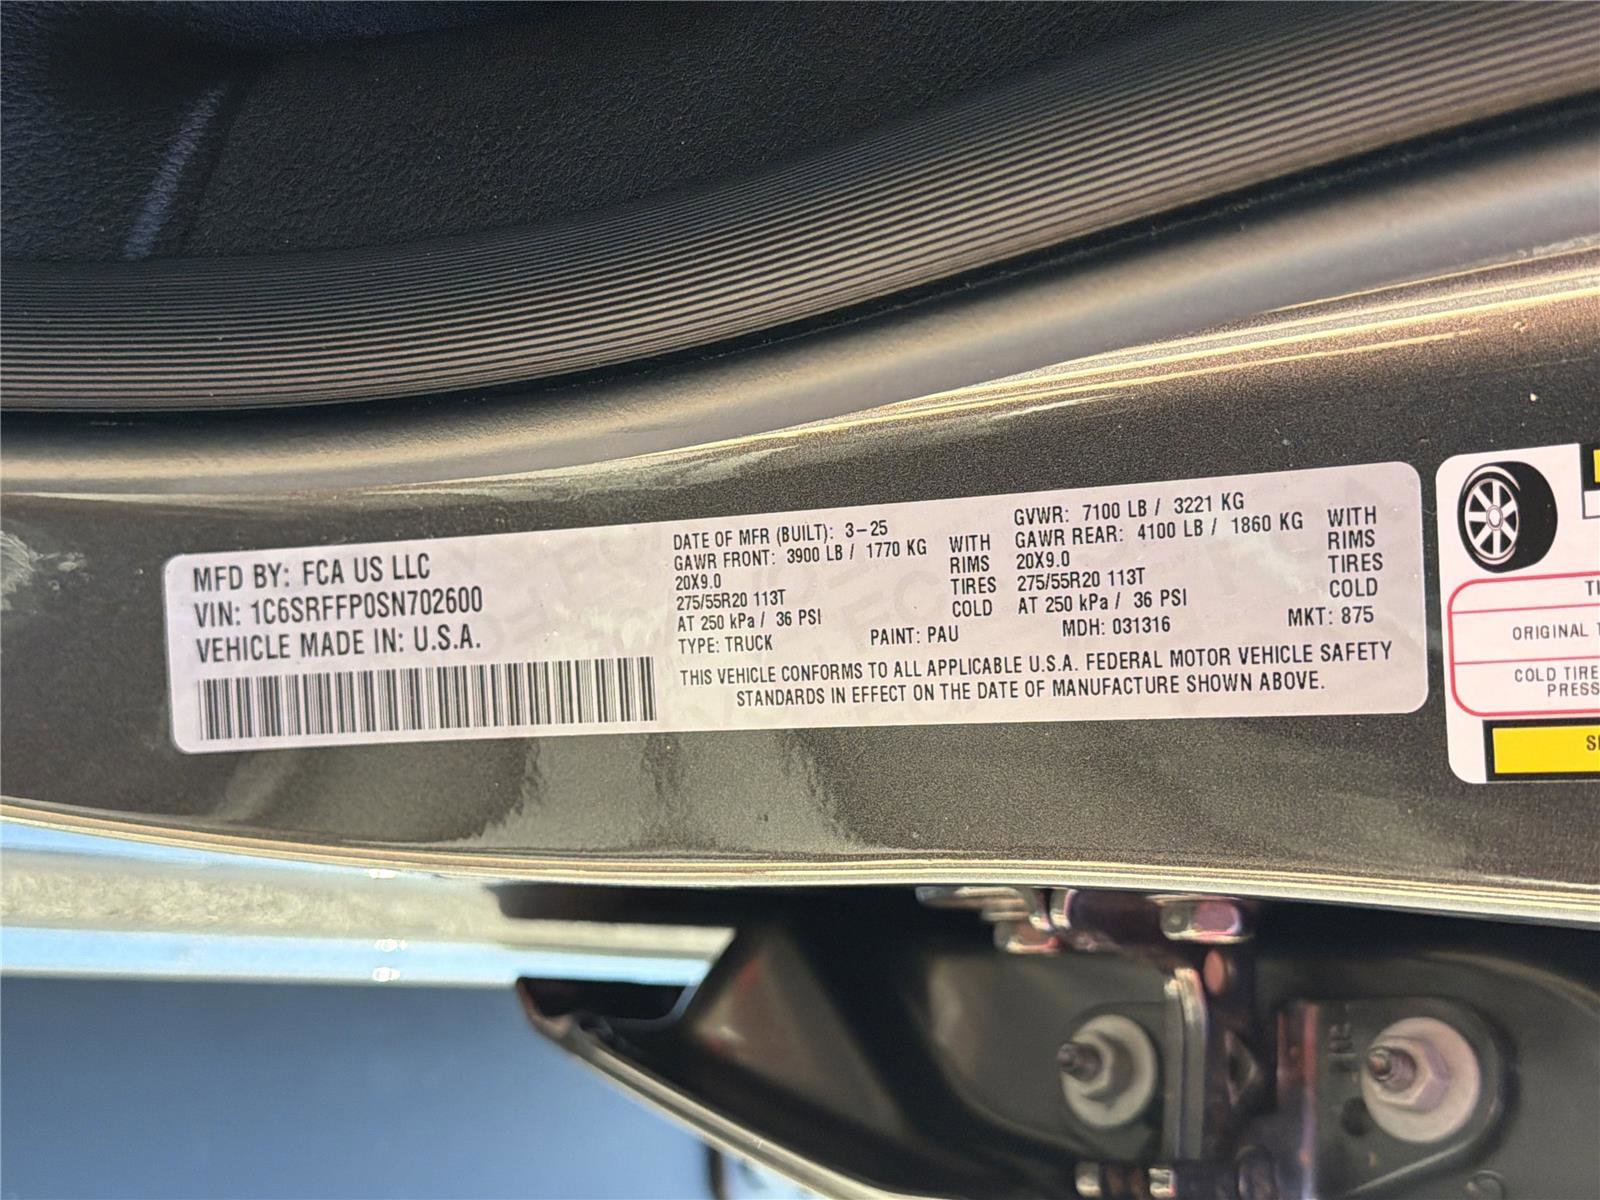 MFD BY: FCA US LLC
VIN: 1C6SRFFP0SN702600
VEHICLE MADE IN: U.S.A.
DATE OF MFR (BUILT): 3-25
GAWR FRONT: 3900 LB / 1770 KG WITH
20X9.0 RIMS
275/55R20 113T TIRES
AT 250 kPa / 36 PSI COLD
TYPE: TRUCK
PAINT: PAU
GVWR: 7100 LB / 3221 KG
GAWR REAR: 4100 LB / 1860 KG WITH
20X9.0 RIMS
275/55R20 113T TIRES
AT 250 kPa / 36 PSI COLD
MDH: 031316
MKT: 875
THIS VEHICLE CONFORMS TO ALL APPLICABLE U.S.A. FEDERAL MOTOR VEHICLE SAFETY
STANDARDS IN EFFECT ON THE DATE OF MANUFACTURE SHOWN ABOVE.
ORIGINAL
COLD TIRE